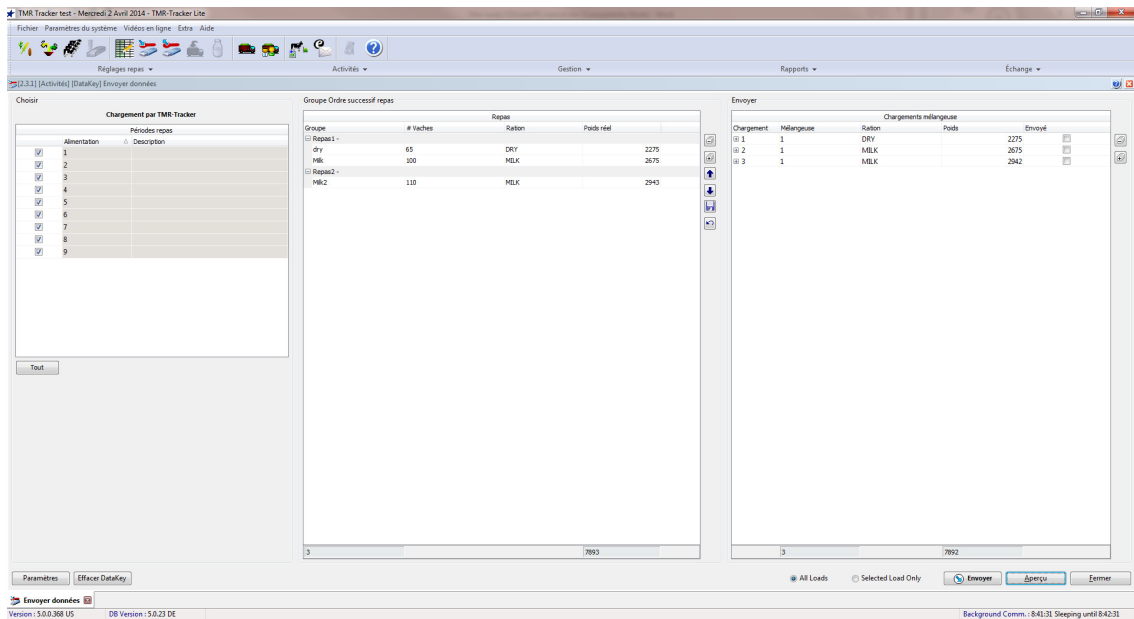 TMR Tracker test - Mercredi 2 Avril 2014 - TMR-Tracker Lite
Fichier Paramètres du système Vidéos en ligne Extra Aide
Réglages repas Activités Gestion Rapports Échange
[2.3.1] [Activités] [DataKey] Envoyer données
Choisir
Chargement par TMR-Tracker
Périodes repas
Alimentation Description
1
2
3
4
5
6
7
8
9
Tout
Groupe Ordre successif repas
Repas
Groupe # Vaches Ration Poids réel
Repas1 -
dry 65 DRY 2275
Milk 100 MILK 2675
Repas2 -
Milk2 110 MILK 2943
3 7893
Envoyer
Chargements mélangeuse
Chargement Mélangeuse Ration Poids Envoyé
1 1 DRY 2275
2 1 MILK 2675
3 1 MILK 2942
3 7892
Paramètres Effacer DataKey All Loads Selected Load Only Envoyer Aperçu Fermer
Envoyer données
Version : 5.0.0.368 US DB Version : 5.0.23 DE Background Comm. : 8:41:31 Sleeping until 8:42:31